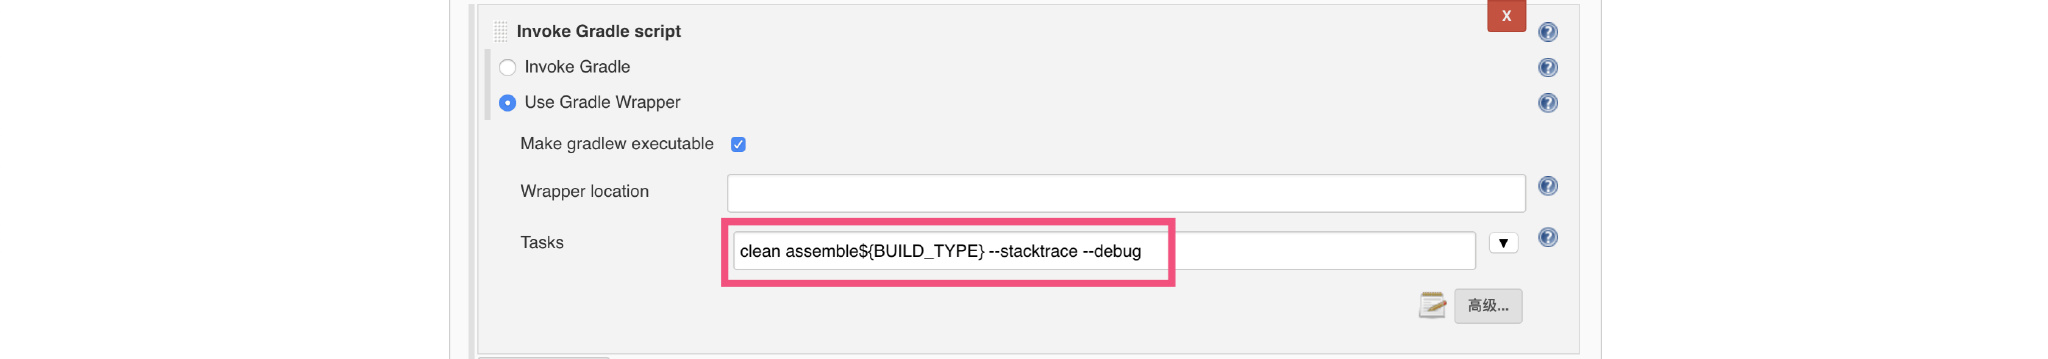 Invoke Gradle script
X
Invoke Gradle
Use Gradle Wrapper
Make gradlew executable
Wrapper location
Tasks
clean assemble${BUILD_TYPE} --stacktrace --debug
高级...